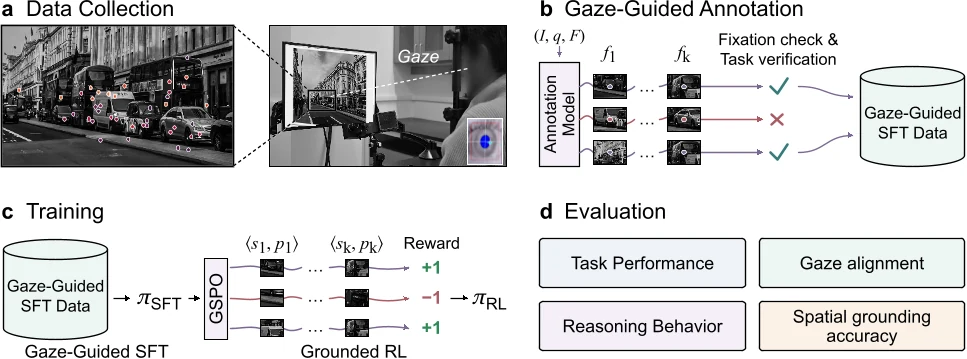 a Data Collection
Gaze
b Gaze-Guided Annotation
(I, q, F)
f1
fk
Fixation check &
Task verification
Annotation
Model
...
...
...
Gaze-Guided
SFT Data
c Training
Gaze-Guided
SFT Data
Gaze-Guided SFT
πSFT
GSPO
⟨s1, p1⟩
⟨sk, pk⟩
Reward
... +1
... −1
... +1
Grounded RL
πRL
d Evaluation
Task Performance
Gaze alignment
Reasoning Behavior
Spatial grounding
accuracy